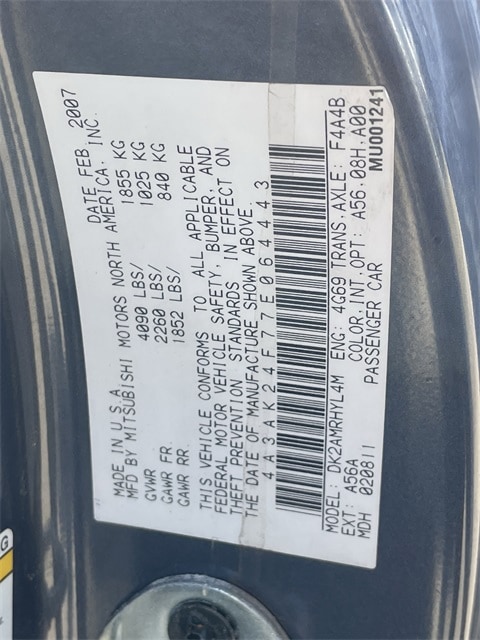 MADE IN U.S.A. DATE FEB. 2007
MFD BY MITSUBISHI MOTORS NORTH AMERICA. INC.
GVWR 4090 LBS/ 1855 KG
GAWR FR. 2260 LBS/ 1025 KG
GAWR RR. 1852 LBS/ 840 KG
THIS VEHICLE CONFORMS TO ALL APPLICABLE
FEDERAL MOTOR VEHICLE SAFETY, BUMPER, AND
THEFT PREVENTION STANDARDS IN EFFECT ON
THE DATE OF MANUFACTURE SHOWN ABOVE.
4A3AK24F77E064443
MODEL: DK2AMRHYL4M ENG: 4G69 TRANS.AXLE: F4A4B
EXT: A56A COLOR.INT.OPT: A56.08H.A00
MDH 020811 PASSENGER CAR MU001241
G